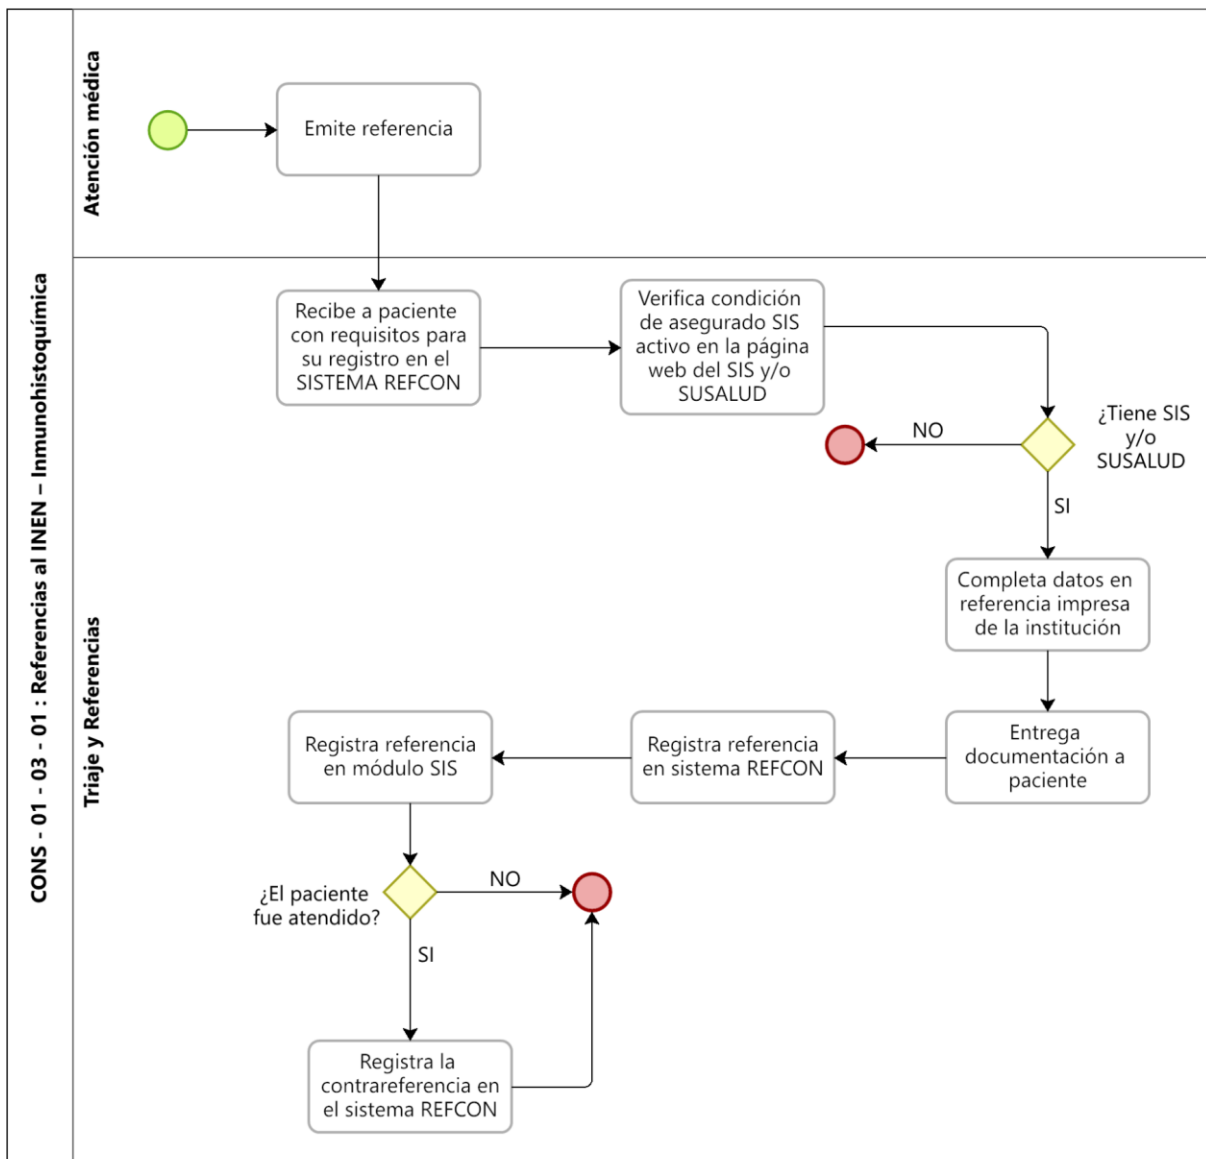 CONS - 01 - 03 - 01 : Referencias al INEN – Inmunohistoquímica
Atención médica
Emite referencia
Triaje y Referencias
Recibe a paciente
con requisitos para
su registro en el
SISTEMA REFCON
Verifica condición
de asegurado SIS
activo en la página
web del SIS y/o
SUSALUD
¿Tiene SIS
y/o
SUSALUD
NO
SI
Completa datos en
referencia impresa
de la institución
Entrega
documentación a
paciente
Registra referencia
en sistema REFCON
Registra referencia
en módulo SIS
¿El paciente
fue atendido?
NO
SI
Registra la
contrareferencia en
el sistema REFCON